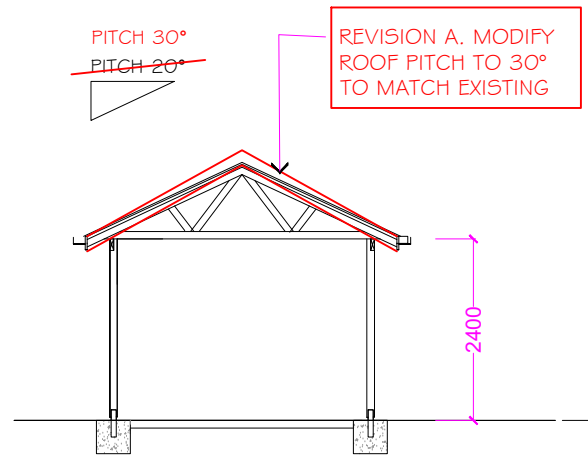 PITCH 30°
PITCH 20°
REVISION A. MODIFY
ROOF PITCH TO 30°
TO MATCH EXISTING
2400